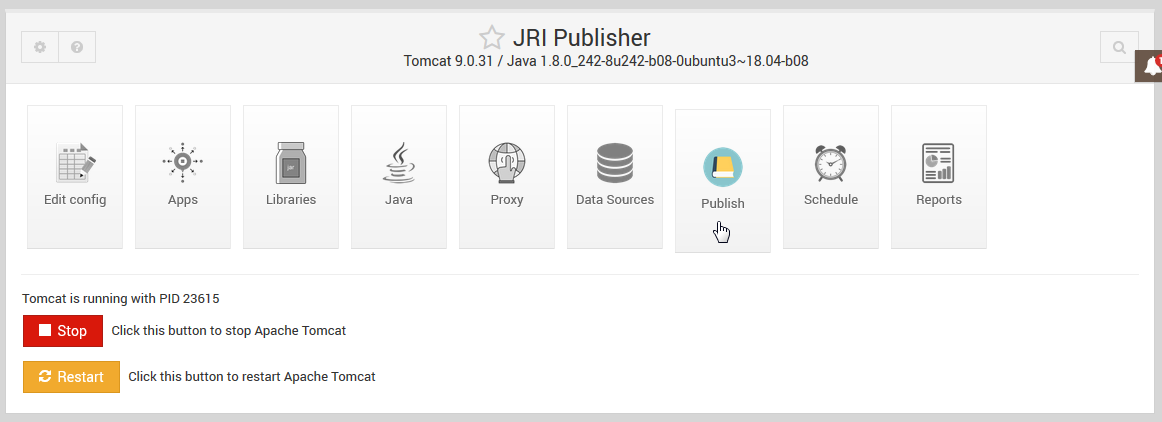 JRI Publisher
Tomcat 9.0.31 / Java 1.8.0_242-8u242-b08-0ubuntu3~18.04-b08
Edit config
Apps
Libraries
Java
Proxy
Data Sources
Publish
Schedule
Reports
Tomcat is running with PID 23615
Stop Click this button to stop Apache Tomcat
Restart Click this button to restart Apache Tomcat